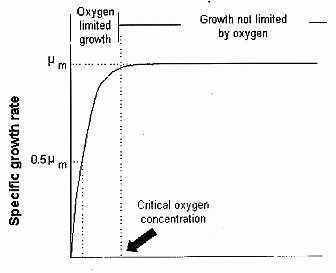 Oxygen
limited
growth
Growth not limited
by oxygen
μm
0.5μm
Specific growth rate
Critical oxygen
concentration